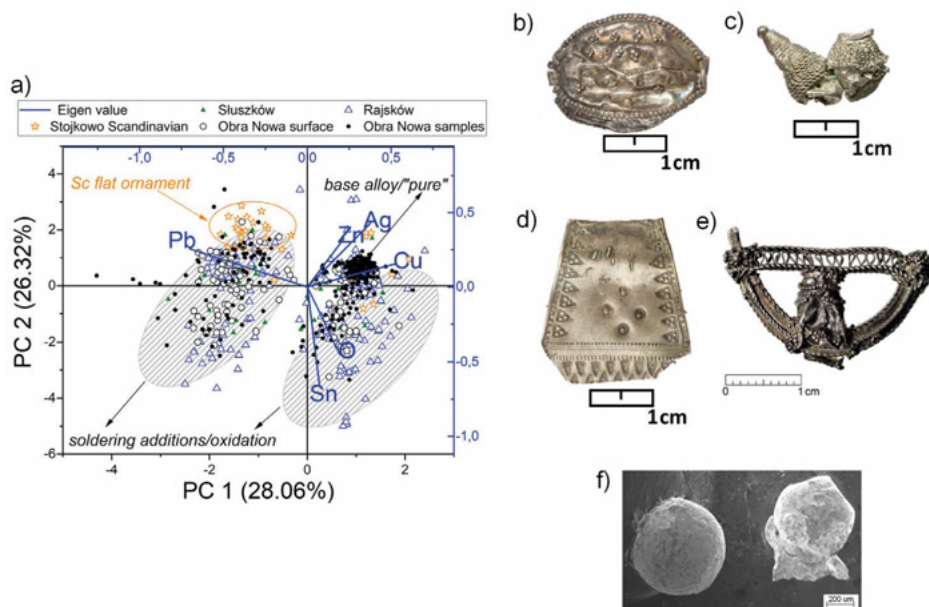 a)
Eigen value
Słuszków
Rajsków
Stojkowo Scandinavian
Obra Nowa surface
Obra Nowa samples
-1,0
-0,5
0,0
0,5
4
2
0
-2
-4
-6
PC 2 (26.32%)
Sc flat ornament
base alloy/"pure"
Pb
Zn
Ag
Cu
O
Sn
0,5
0,0
-0,5
-1,0
soldering additions/oxidation
-4
-2
0
2
PC 1 (28.06%)
b)
1cm
c)
1cm
d)
1cm
e)
0
1 cm
f)
200 um